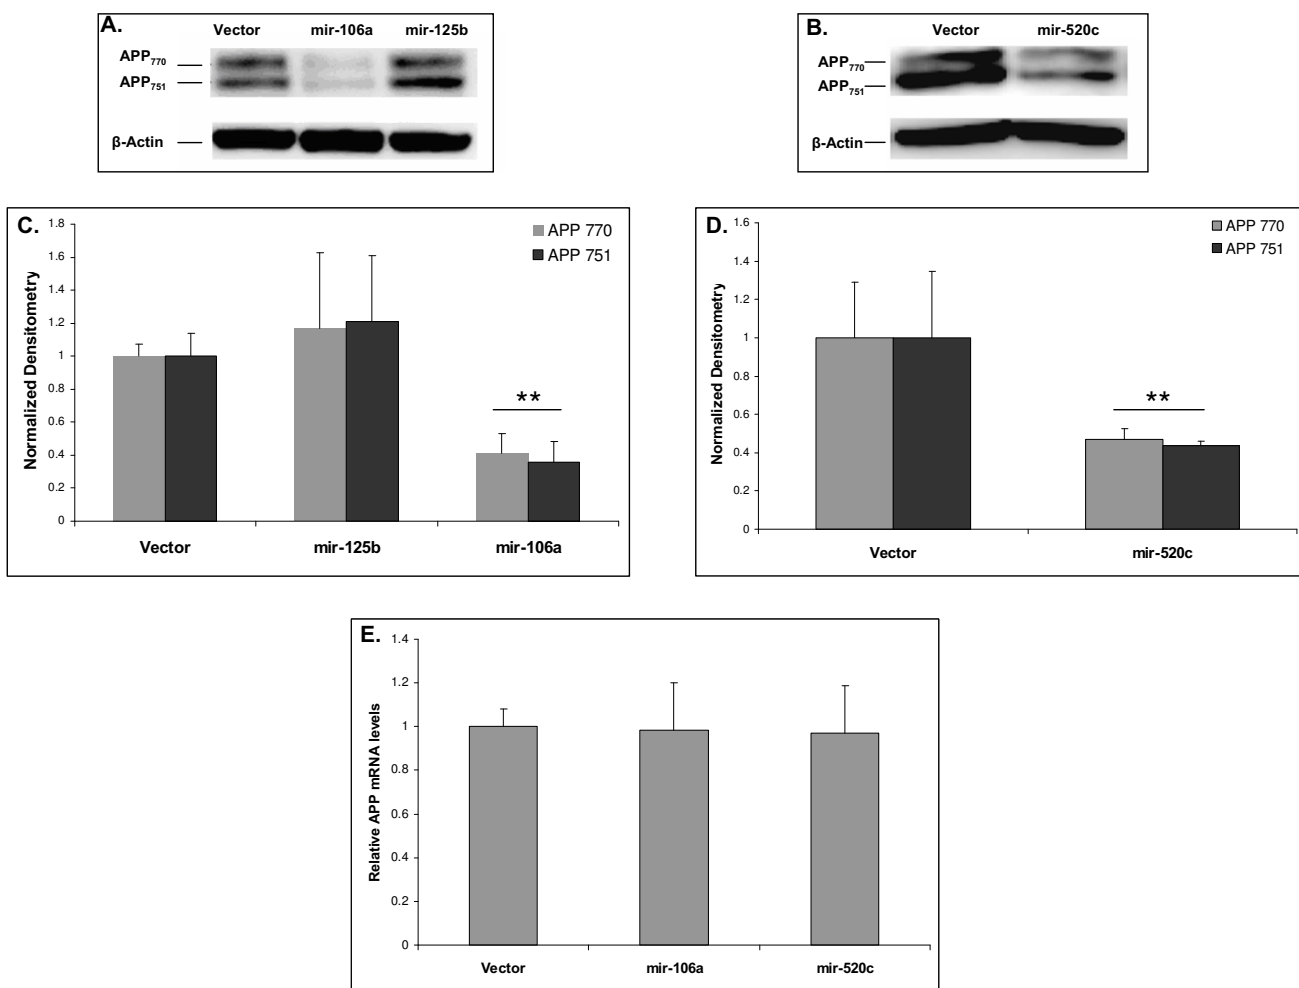 A.
Vector mir-106a mir-125b
APP770
APP751
β-Actin
B.
Vector mir-520c
APP770
APP751
β-Actin
C.
Normalized Densitometry
1.8
1.6
1.4
1.2
1
0.8
0.6
0.4
0.2
0
APP 770
APP 751
**
Vector mir-125b mir-106a
D.
Normalized Densitometry
1.6
1.4
1.2
1
0.8
0.6
0.4
0.2
0
APP 770
APP 751
**
Vector mir-520c
E.
Relative APP mRNA levels
1.4
1.2
1
0.8
0.6
0.4
0.2
0
Vector mir-106a mir-520c